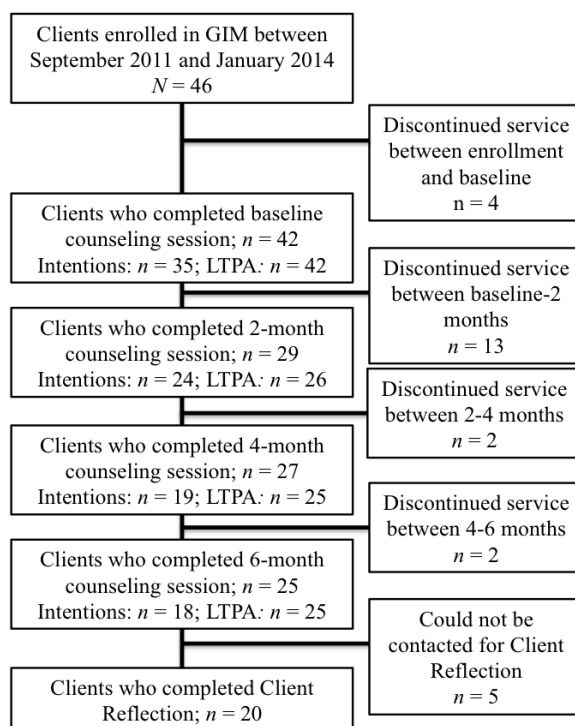 Clients enrolled in GIM between
September 2011 and January 2014
N = 46
Discontinued service
between enrollment
and baseline
n = 4
Clients who completed baseline
counseling session; n = 42
Intentions: n = 35; LTPA: n = 42
Discontinued service
between baseline-2
months
n = 13
Clients who completed 2-month
counseling session; n = 29
Intentions: n = 24; LTPA: n = 26
Discontinued service
between 2-4 months
n = 2
Clients who completed 4-month
counseling session; n = 27
Intentions: n = 19; LTPA: n = 25
Discontinued service
between 4-6 months
n = 2
Clients who completed 6-month
counseling session; n = 25
Intentions: n = 18; LTPA: n = 25
Could not be
contacted for Client
Reflection
n = 5
Clients who completed Client
Reflection; n = 20